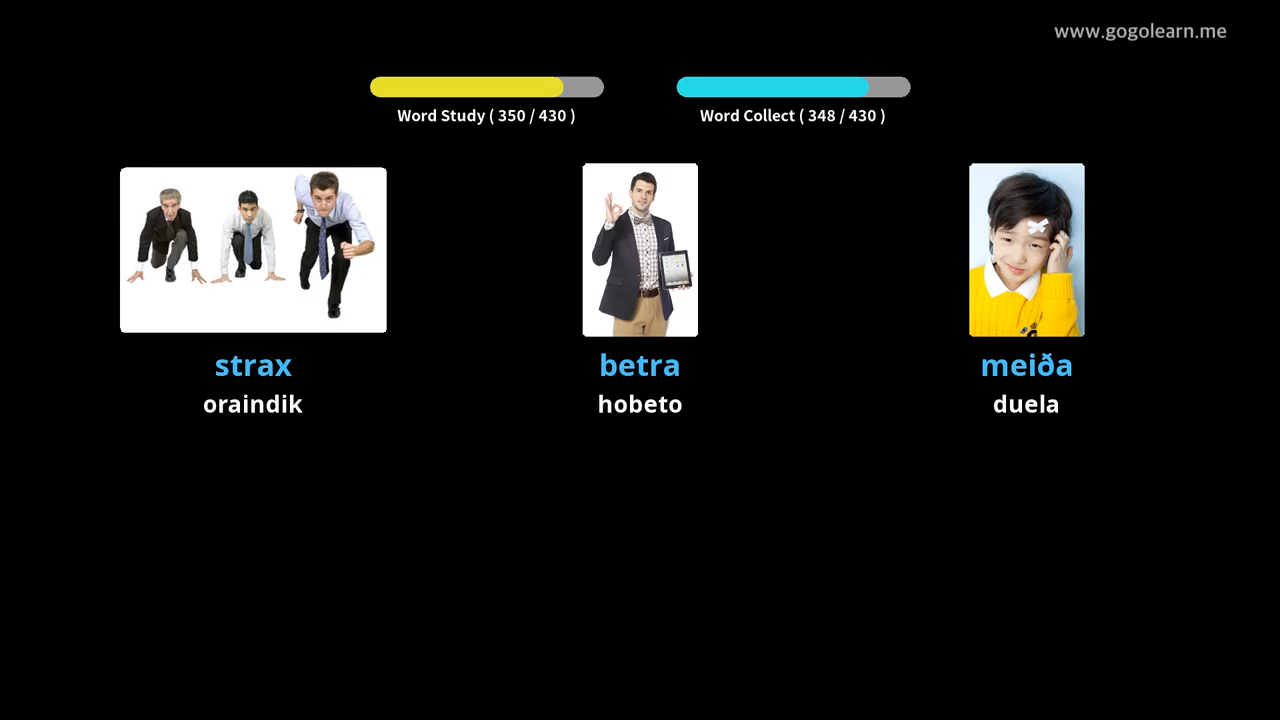 www.gogolearn.me
Word Study ( 350 / 430 )
Word Collect ( 348 / 430 )
strax
betra
meiða
oraindik
hobeto
duela